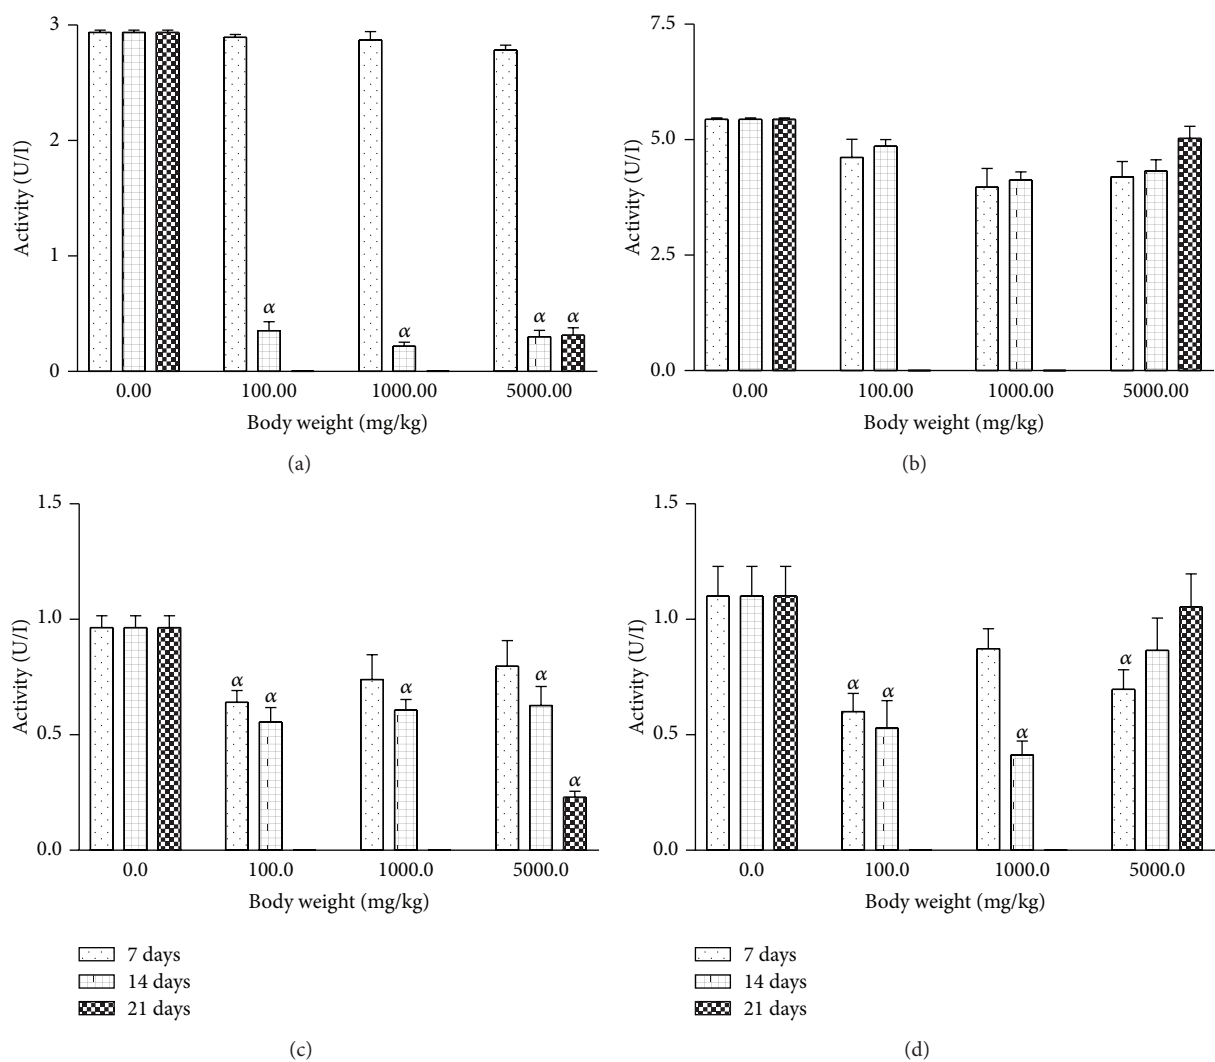 3
2
1
0
Activity (U/I)
α
α
α
α
0.00
100.00
1000.00
5000.00
Body weight (mg/kg)
(a)
7.5
5.0
2.5
0.0
Activity (U/I)
0.00
100.00
1000.00
5000.00
Body weight (mg/kg)
(b)
1.5
1.0
0.5
0.0
Activity (U/I)
α
α
α
α
α
0.0
100.0
1000.0
5000.0
Body weight (mg/kg)
7 days
14 days
21 days
(c)
1.5
1.0
0.5
0.0
Activity (U/I)
α
α
α
α
0.0
100.0
1000.0
5000.0
Body weight (mg/kg)
7 days
14 days
21 days
(d)